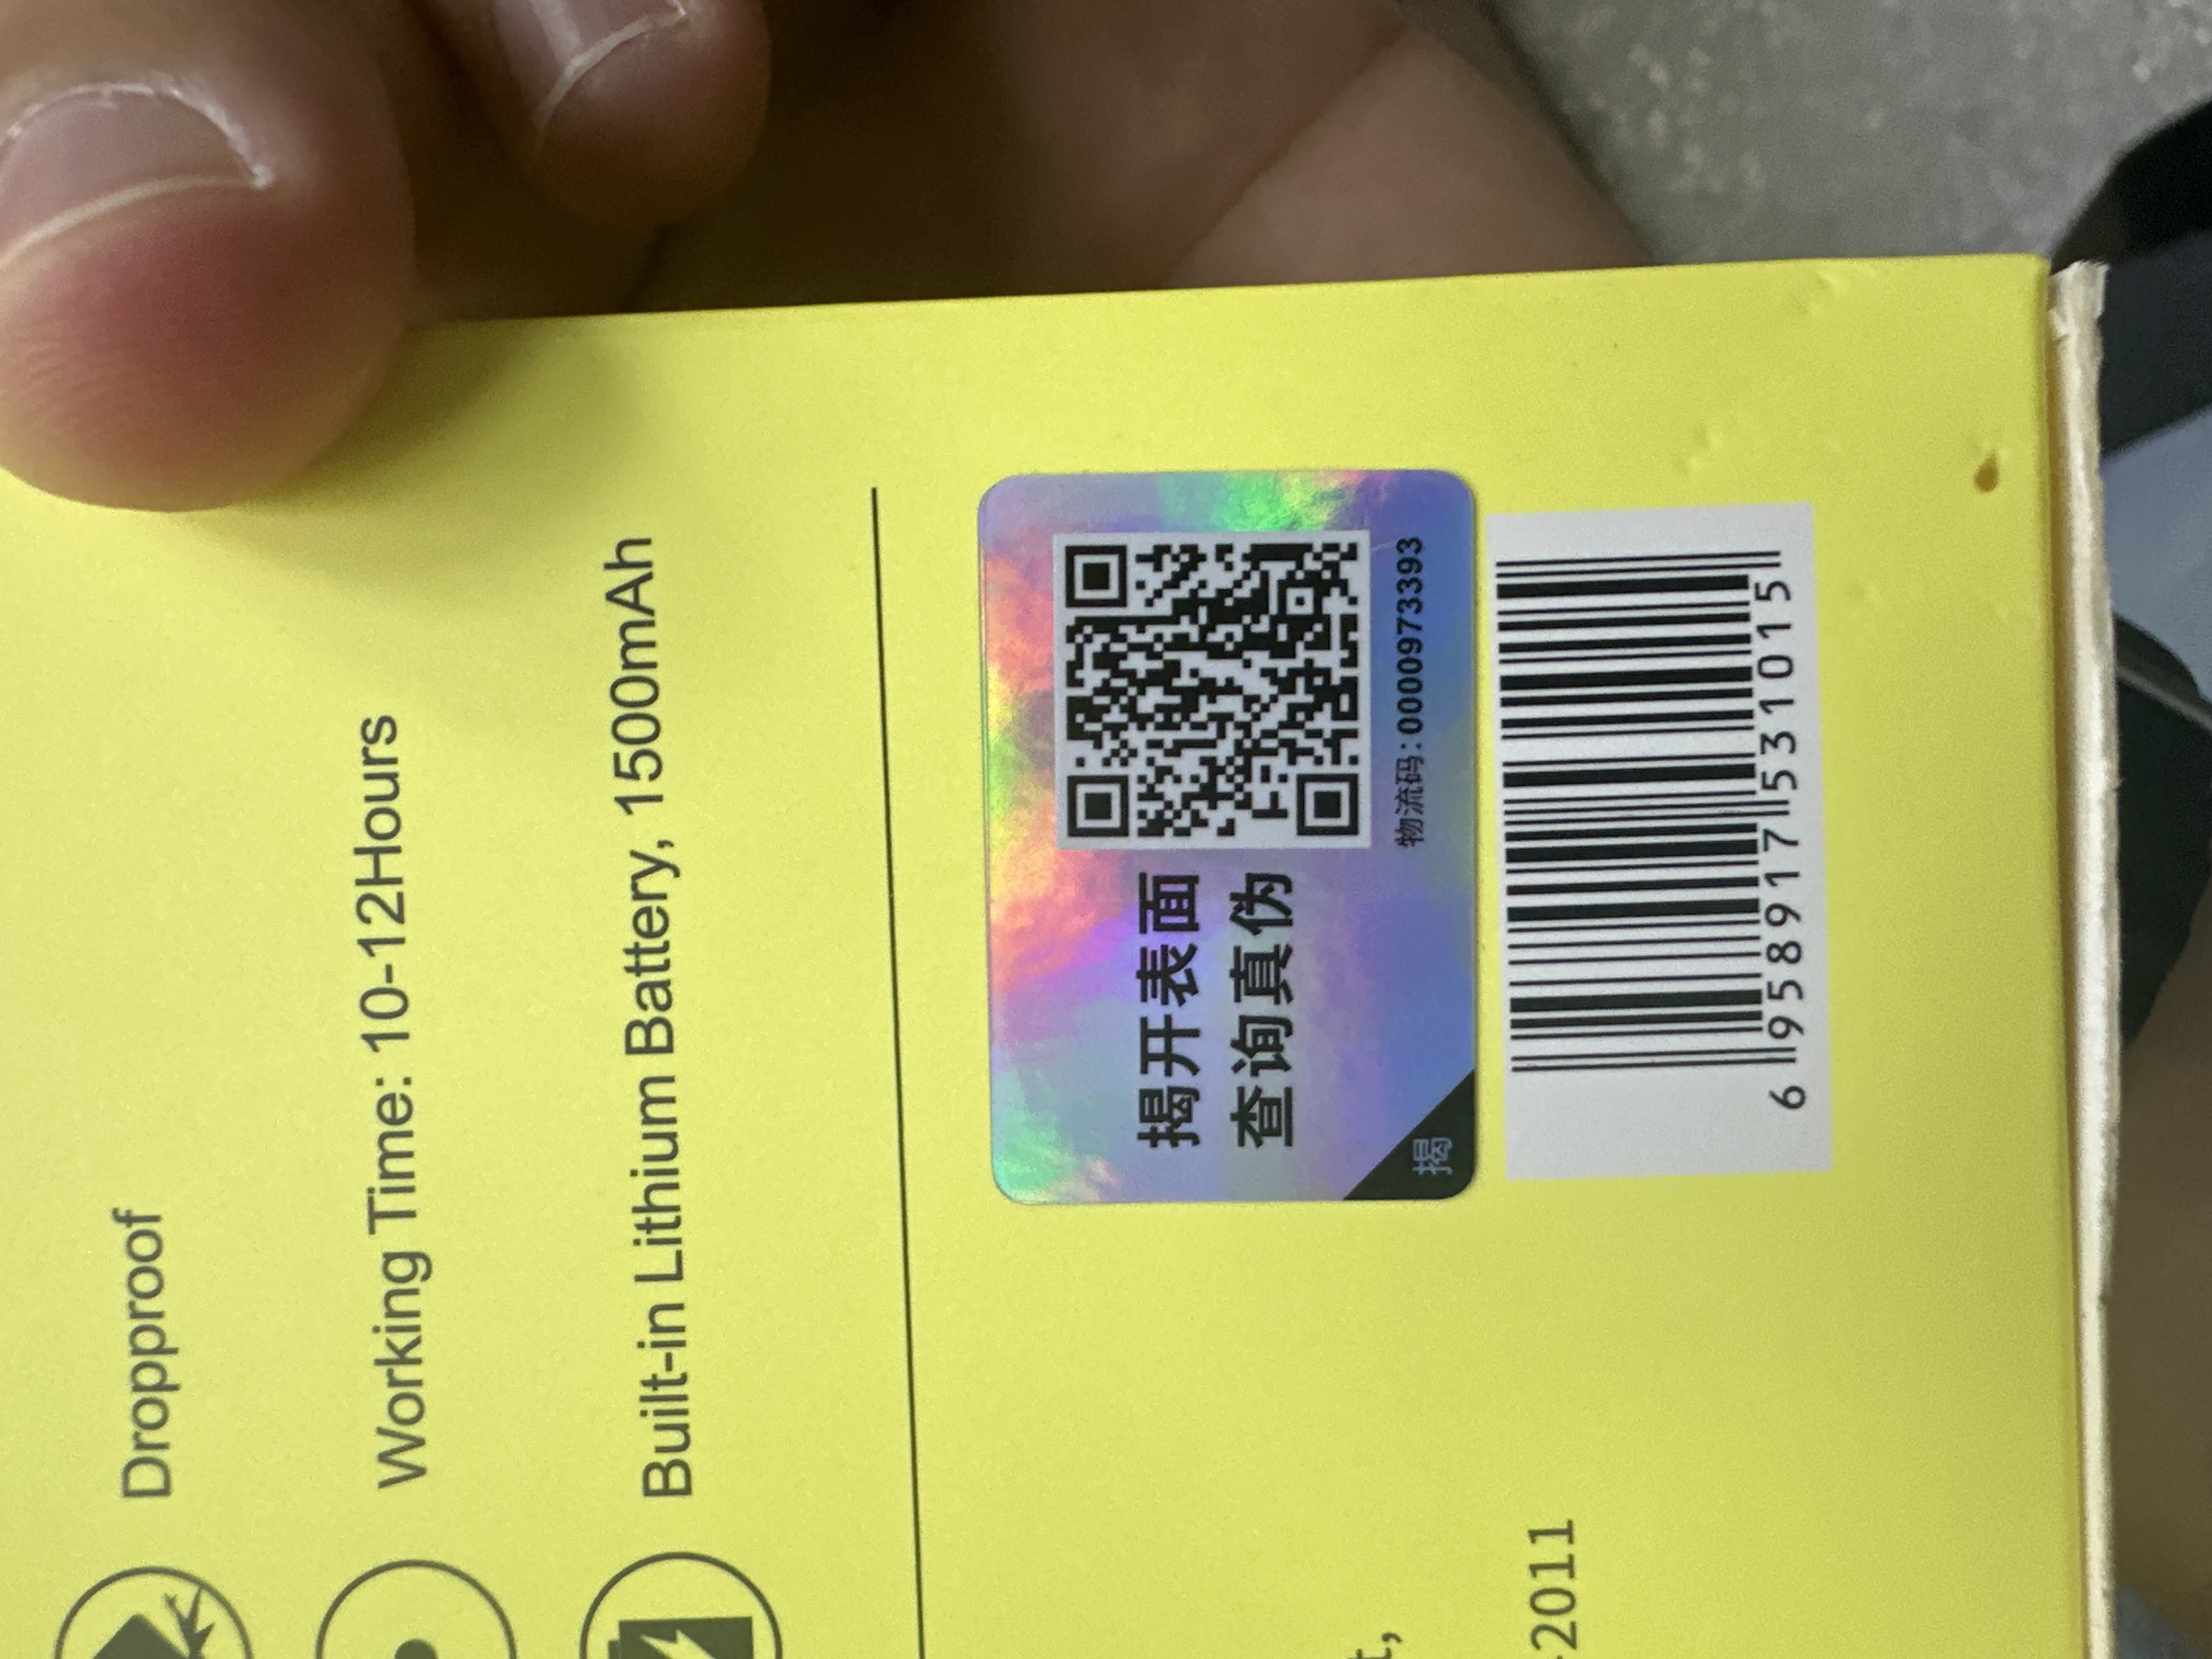 Dropproof
Working Time: 10-12Hours
Built-in Lithium Battery, 1500mAh
揭开表面
查询真伪
物流码:0000973393
揭
6 958917 531015
t,
-2011